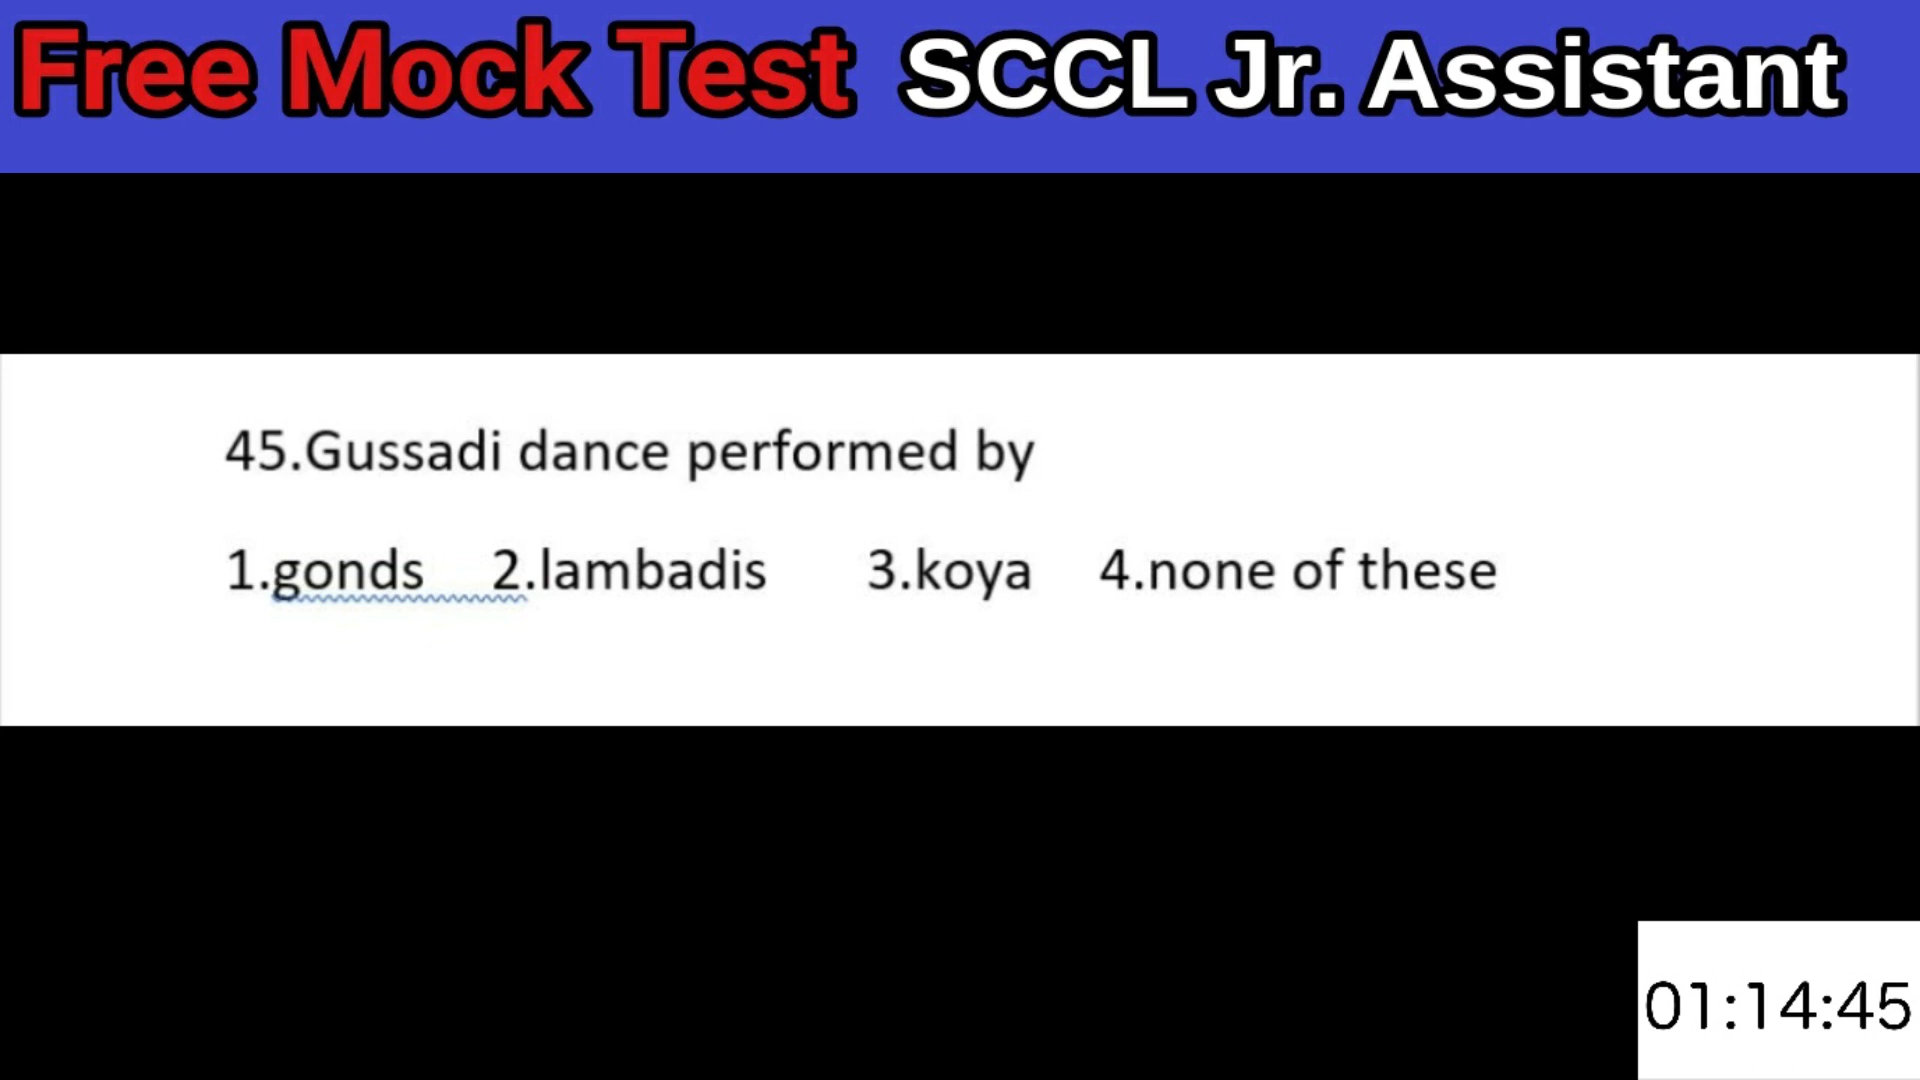 Free Mock Test SCCL Jr. Assistant
45.Gussadi dance performed by
1.gonds 2.lambadis 3.koya 4.none of these
01:14:45